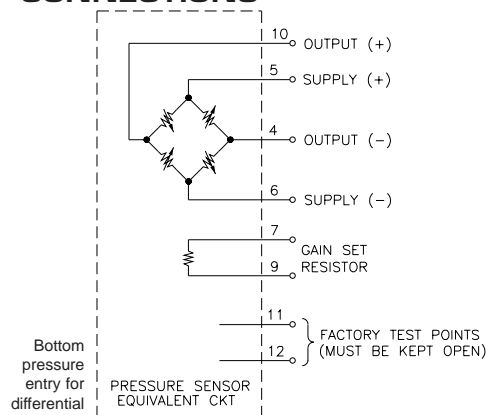 CONNECTIONS
10
OUTPUT (+)
5
SUPPLY (+)
4
OUTPUT (−)
6
SUPPLY (−)
7
GAIN SET
RESISTOR
9
11
FACTORY TEST POINTS
(MUST BE KEPT OPEN)
12
Bottom
pressure
entry for
differential
PRESSURE SENSOR
EQUIVALENT CKT